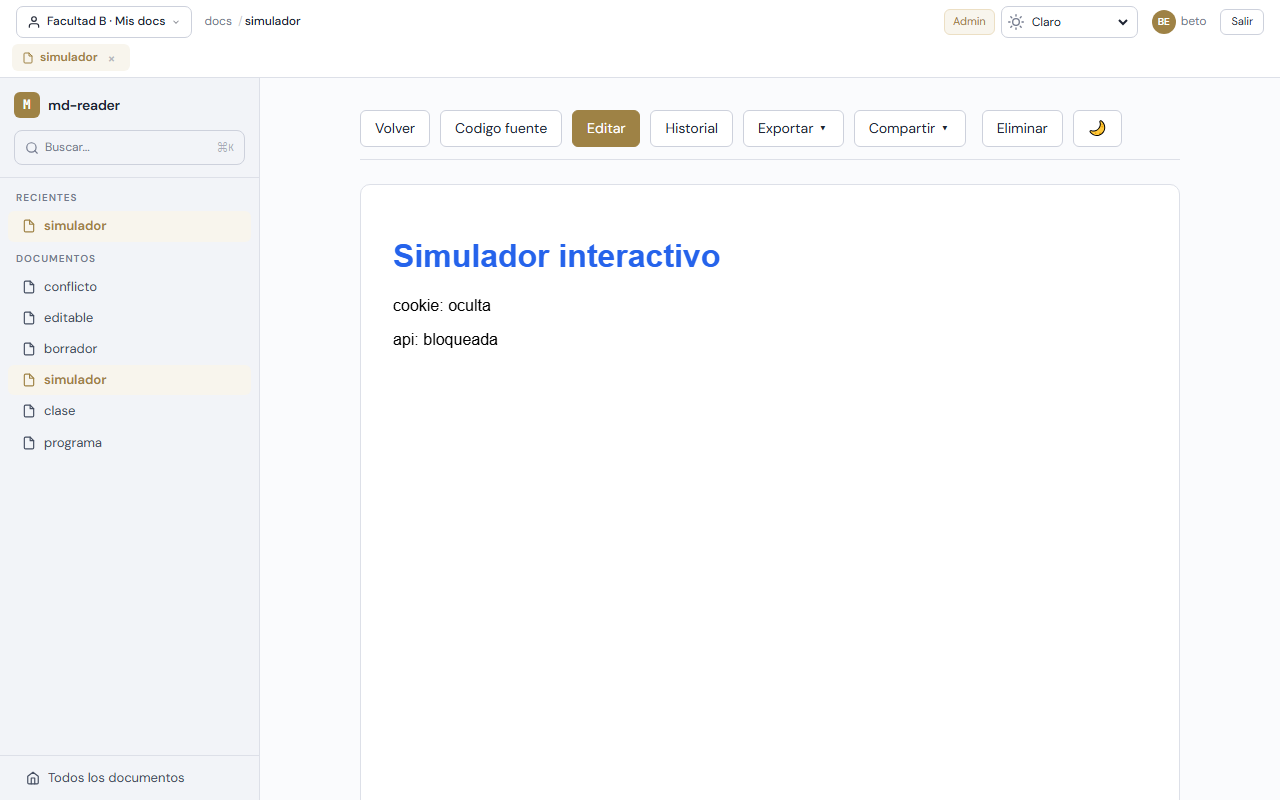 Facultad B · Mis docs
docs / simulador
Admin
Claro
BE beto
Salir
simulador ×
M md-reader
Buscar... ⌘K
Volver
Codigo fuente
Editar
Historial
Exportar ▾
Compartir ▾
Eliminar
RECIENTES
simulador
DOCUMENTOS
conflicto
editable
borrador
simulador
clase
programa
Todos los documentos
Simulador interactivo
cookie: oculta
api: bloqueada